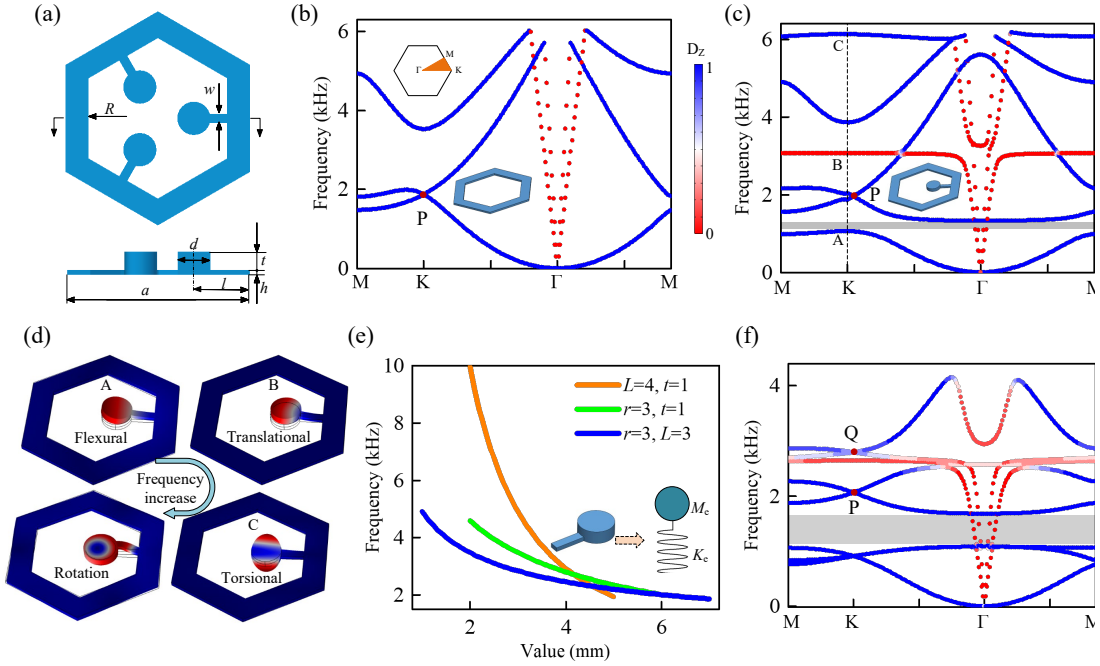 (a)
w
R
d
t
a
l
h
(b)
Frequency (kHz)
6
4
2
0
M
Γ
K
P
M
K
Γ
M
D_Z
1
0
(c)
Frequency (kHz)
6
4
2
0
C
B
P
A
M
K
Γ
M
(d)
A
Flexural
B
Translational
Frequency
increase
Rotation
C
Torsional
(e)
Frequency (kHz)
10
8
6
4
2
L=4, t=1
r=3, t=1
r=3, L=3
M_e
K_e
2
4
6
Value (mm)
(f)
Frequency (kHz)
4
2
0
Q
P
M
K
Γ
M